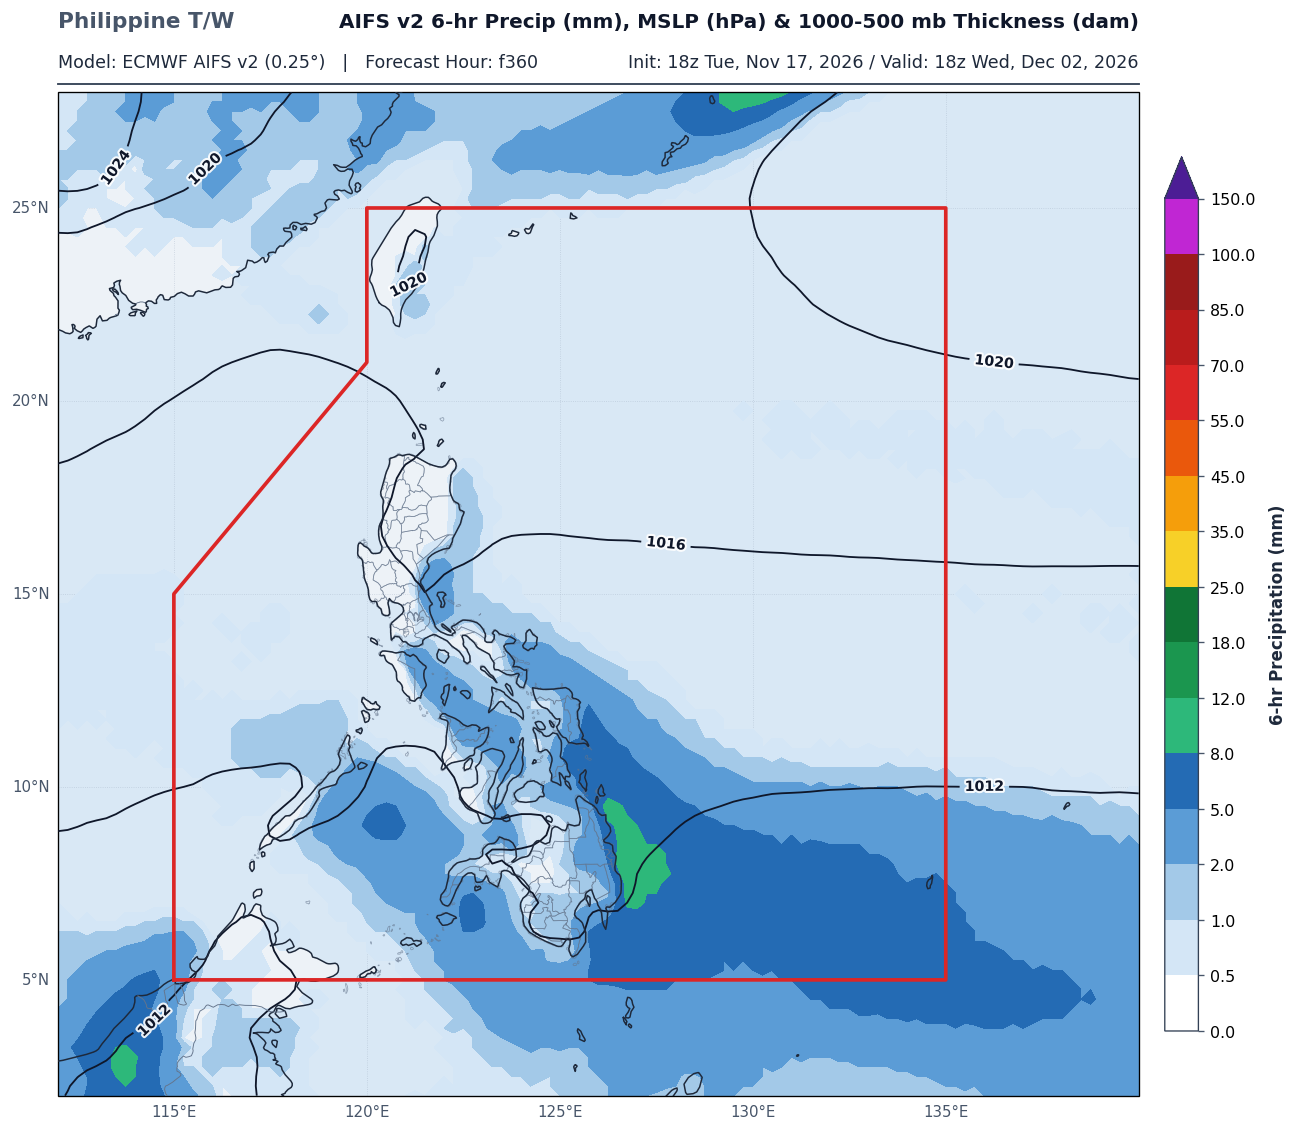 Philippine T/W
AIFS v2 6-hr Precip (mm), MSLP (hPa) & 1000-500 mb Thickness (dam)
Model: ECMWF AIFS v2 (0.25°)   |   Forecast Hour: f360
Init: 18z Tue, Nov 17, 2026 / Valid: 18z Wed, Dec 02, 2026
1024
1020
1020
1020
1016
1012
1012
25°N
20°N
15°N
10°N
5°N
115°E
120°E
125°E
130°E
135°E
150.0
100.0
85.0
70.0
55.0
45.0
35.0
25.0
18.0
12.0
8.0
5.0
2.0
1.0
0.5
0.0
6-hr Precipitation (mm)